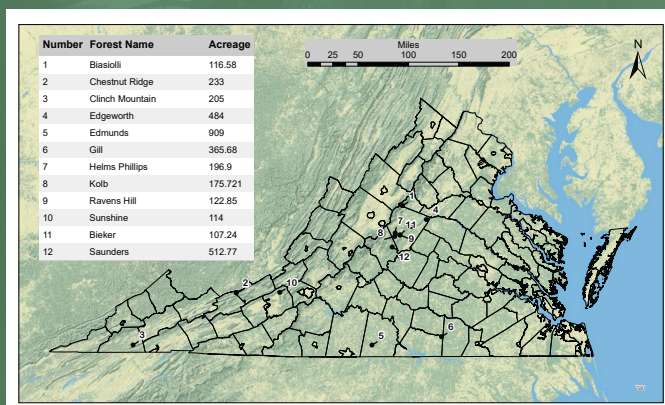 Number Forest Name Acreage
1 Biasiolli 116.58
2 Chestnut Ridge 233
3 Clinch Mountain 205
4 Edgeworth 484
5 Edmunds 909
6 Gill 365.68
7 Helms Phillips 196.9
8 Kolb 175.721
9 Ravens Hill 122.85
10 Sunshine 114
11 Bieker 107.24
12 Saunders 512.77
Miles
0 25 50 100 150 200
N
1
4
7 11
8
9
12
2
10
3
5
6